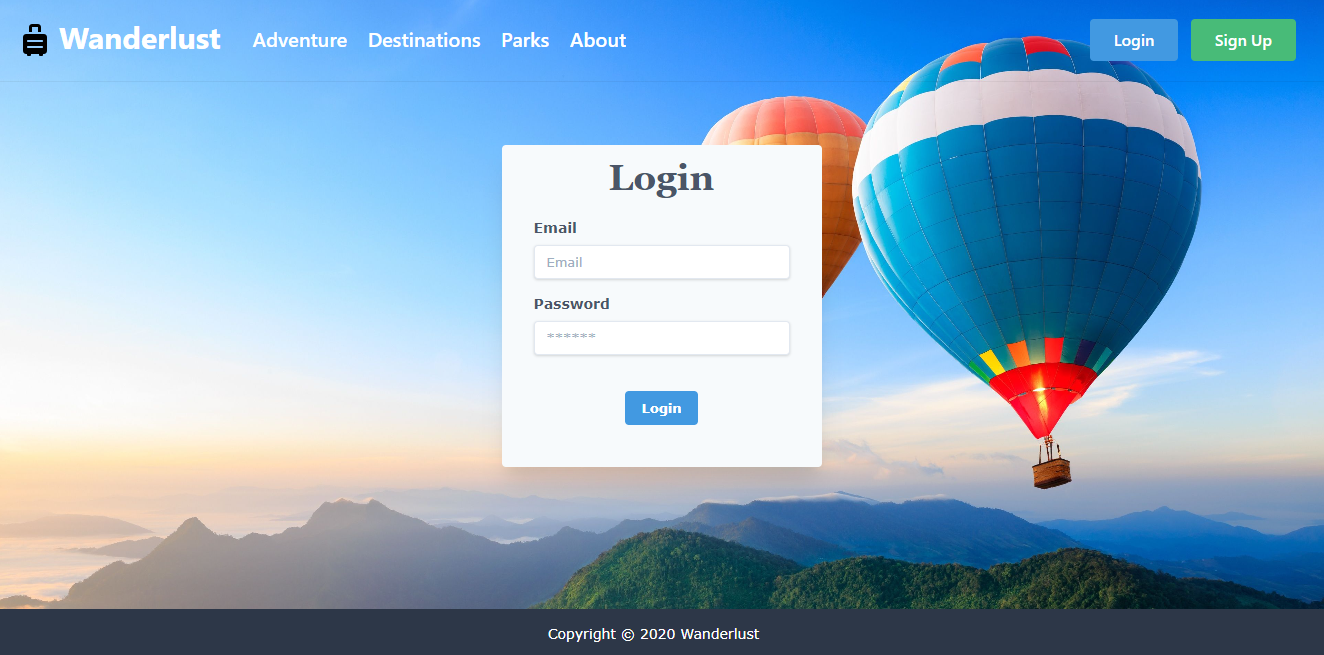 Wanderlust Adventure Destinations Parks About Login Sign Up
Login
Email
Email
Password
******
Login
Copyright © 2020 Wanderlust